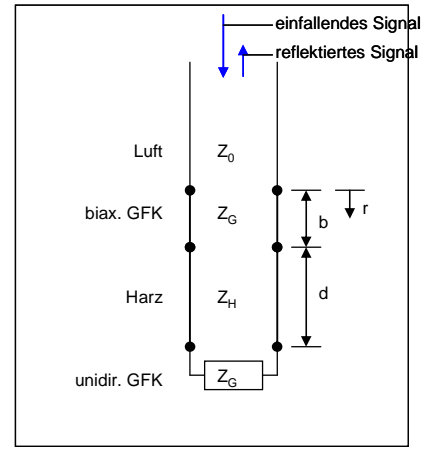 einfallendes Signal
reflektiertes Signal
Luft Z0
biax. GFK ZG b r
Harz ZH d
unidir. GFK ZG